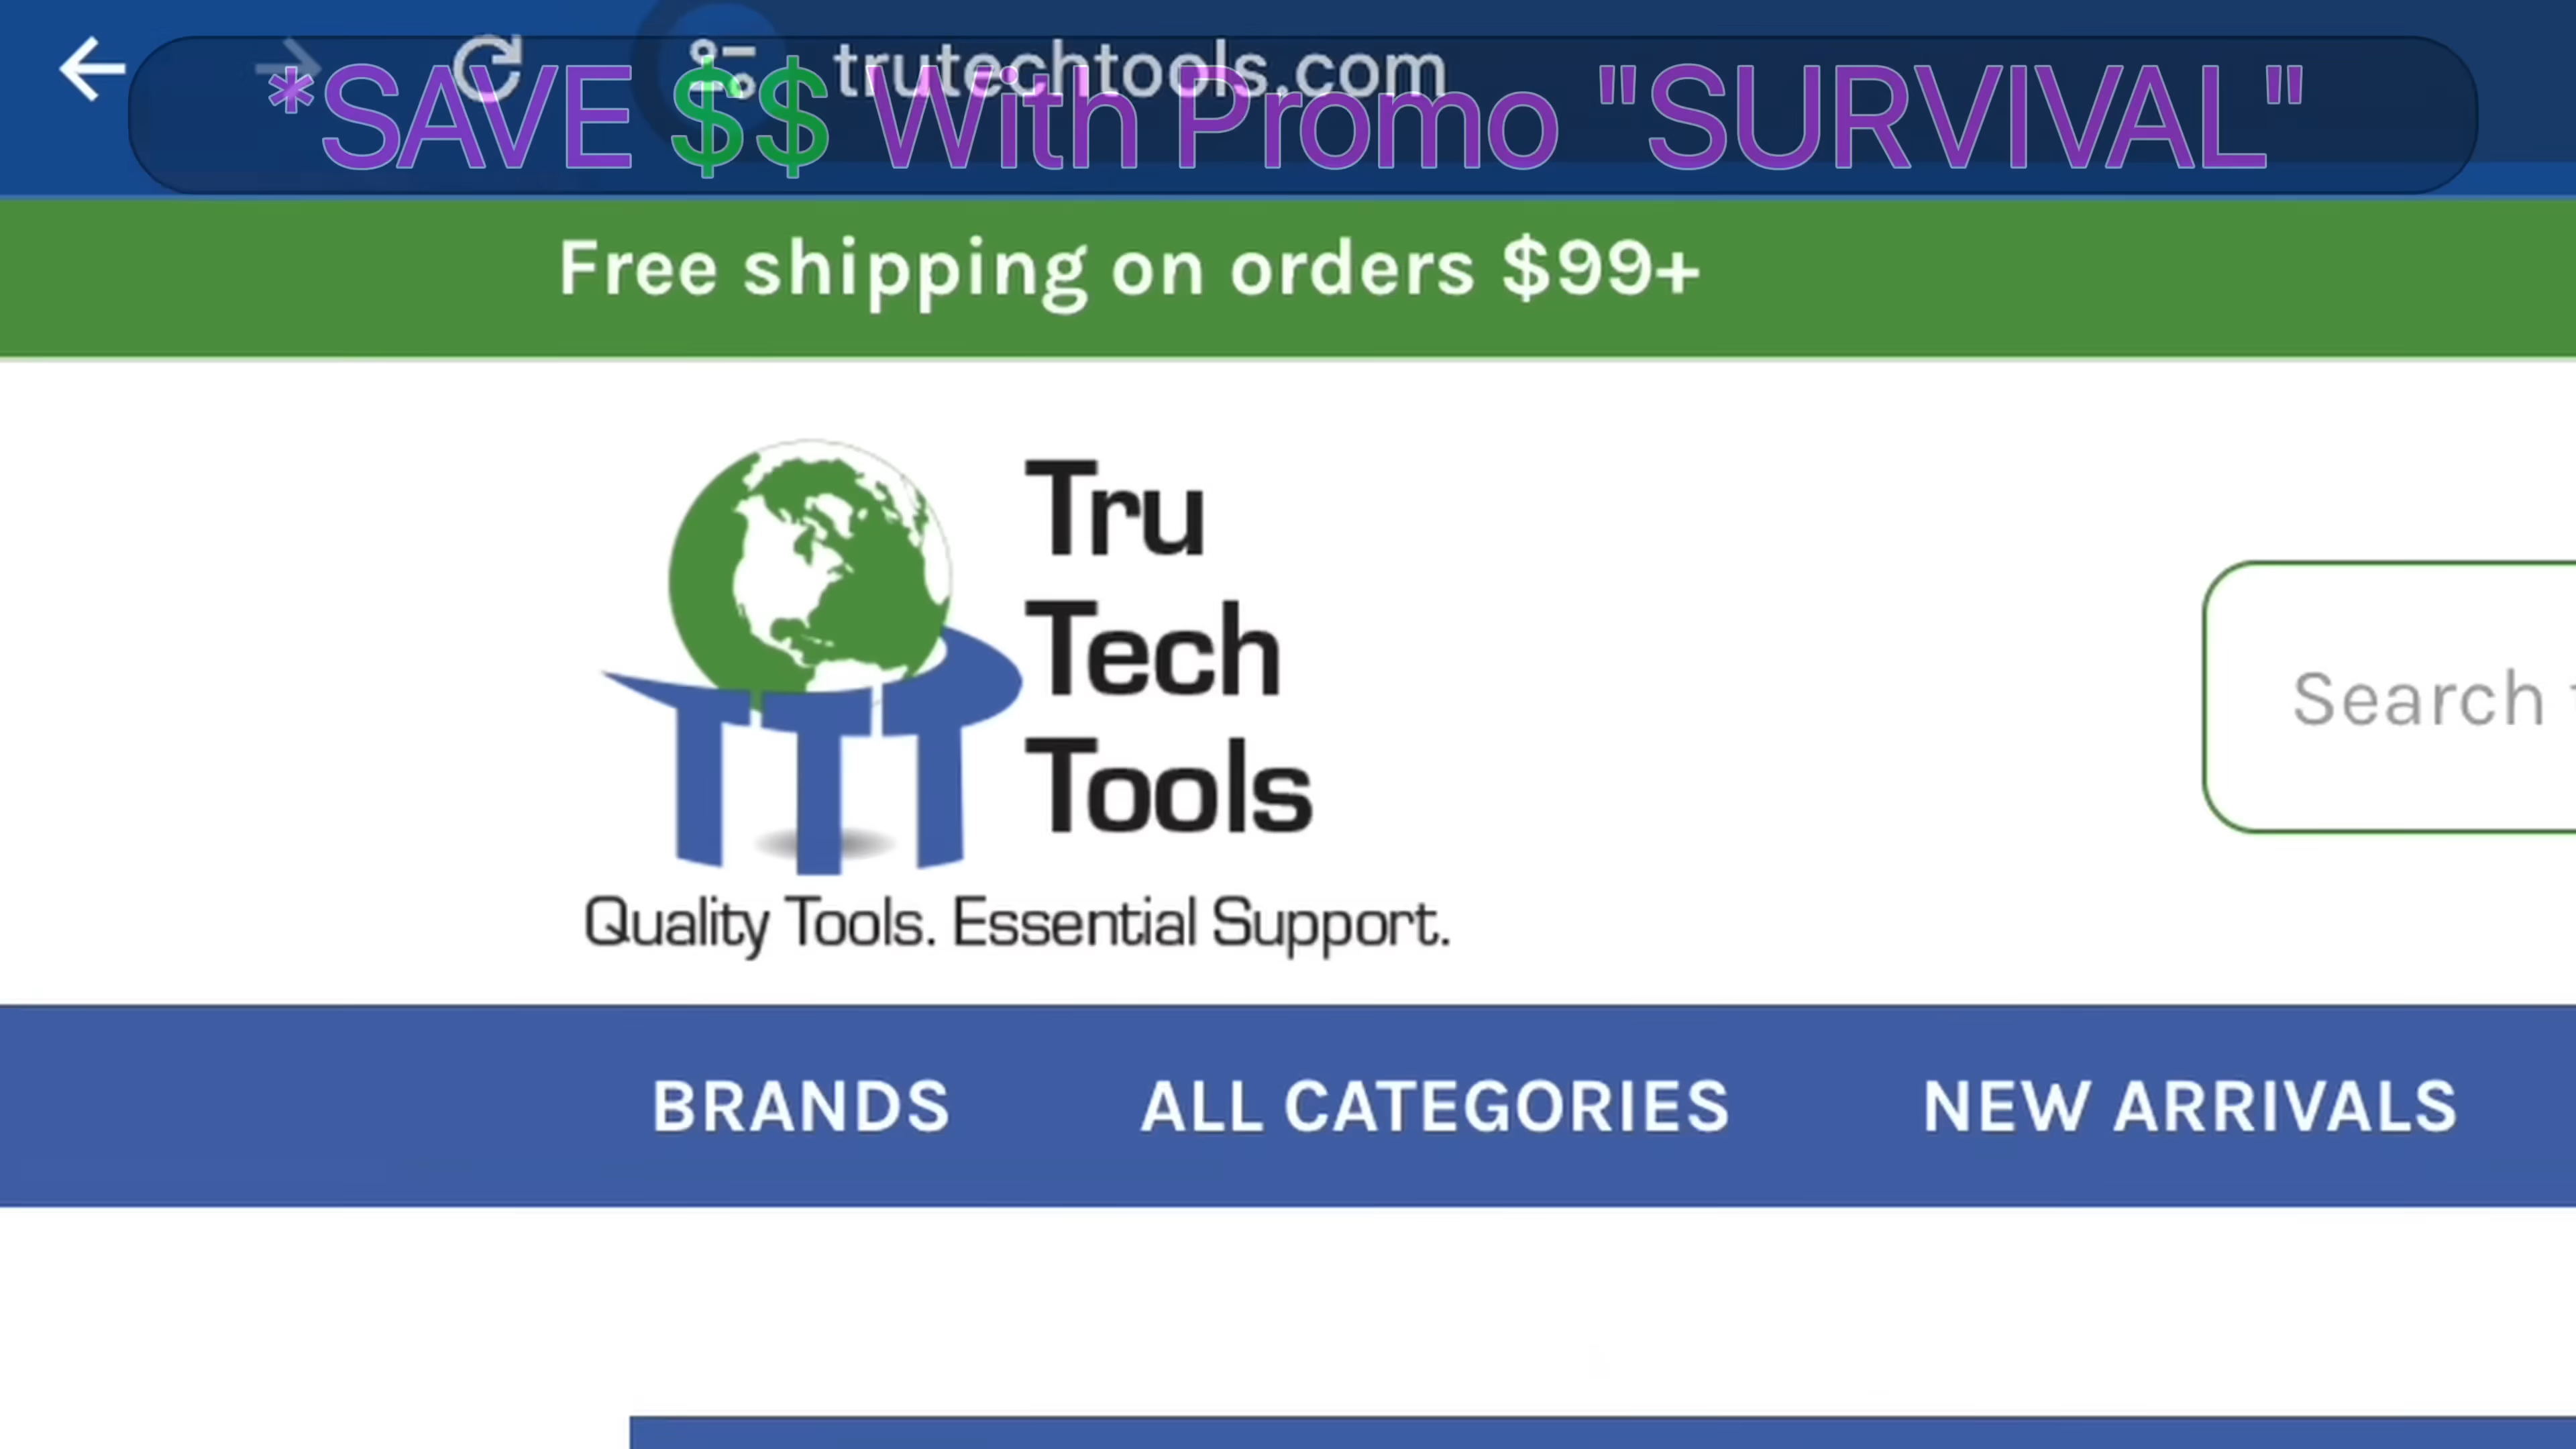 trutechtools.com
*SAVE $$ With Promo "SURVIVAL"
Free shipping on orders $99+
Tru
Tech
Tools
Search
Quality Tools. Essential Support.
BRANDS ALL CATEGORIES NEW ARRIVALS